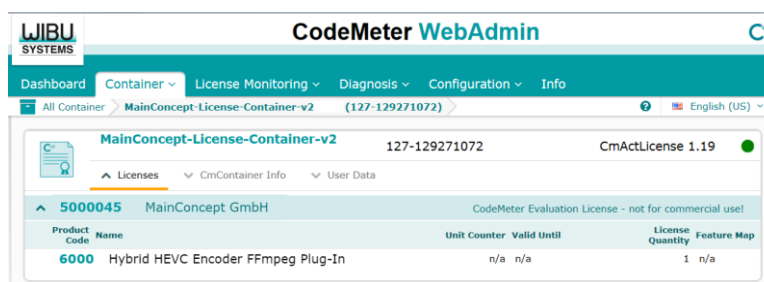 WIBU
SYSTEMS
CodeMeter WebAdmin
Dashboard Container License Monitoring Diagnosis Configuration Info
All Container MainConcept-License-Container-v2 (127-129271072) English (US)
MainConcept-License-Container-v2 127-129271072 CmActLicense 1.19
Licenses CmContainer Info User Data
5000045 MainConcept GmbH CodeMeter Evaluation License - not for commercial use!
Product Code Name Unit Counter Valid Until License Quantity Feature Map
6000 Hybrid HEVC Encoder FFmpeg Plug-In n/a n/a 1 n/a